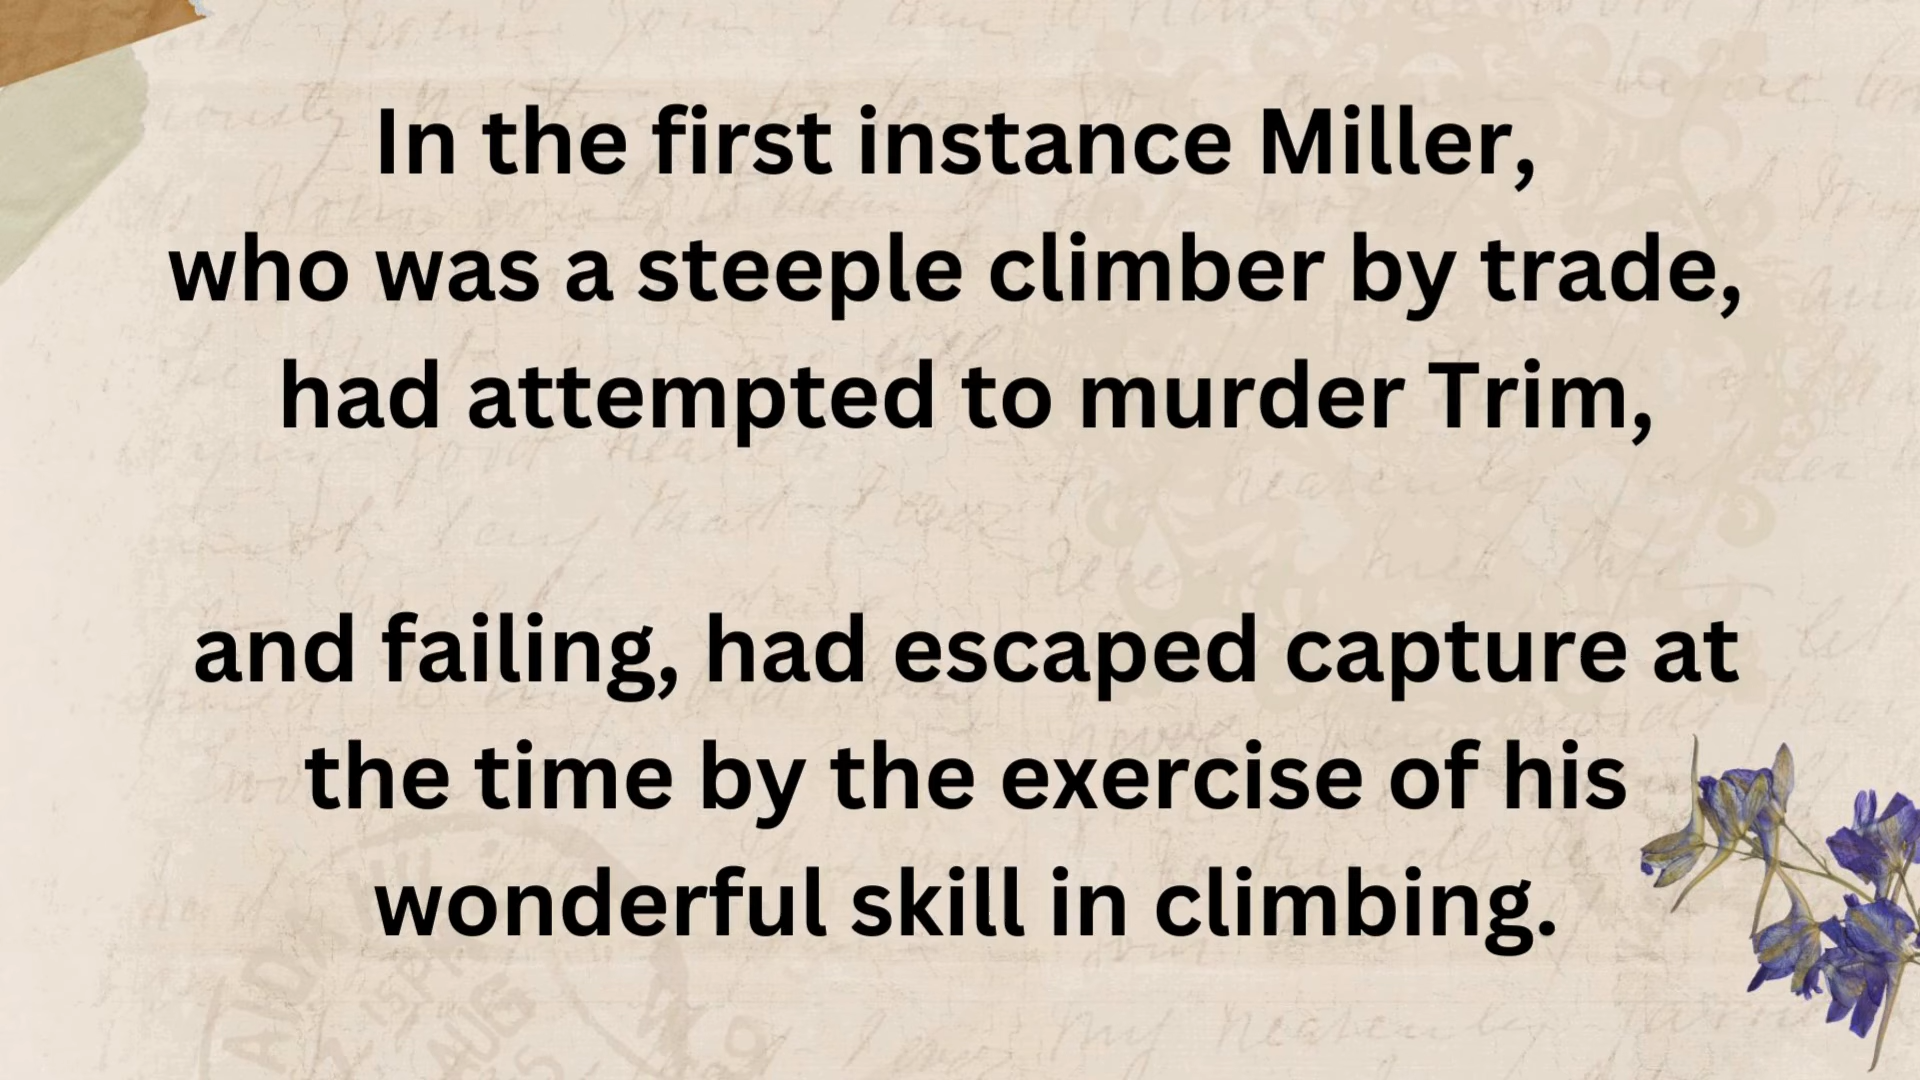 In the first instance Miller,
who was a steeple climber by trade,
had attempted to murder Trim,
and failing, had escaped capture at
the time by the exercise of his
wonderful skill in climbing.